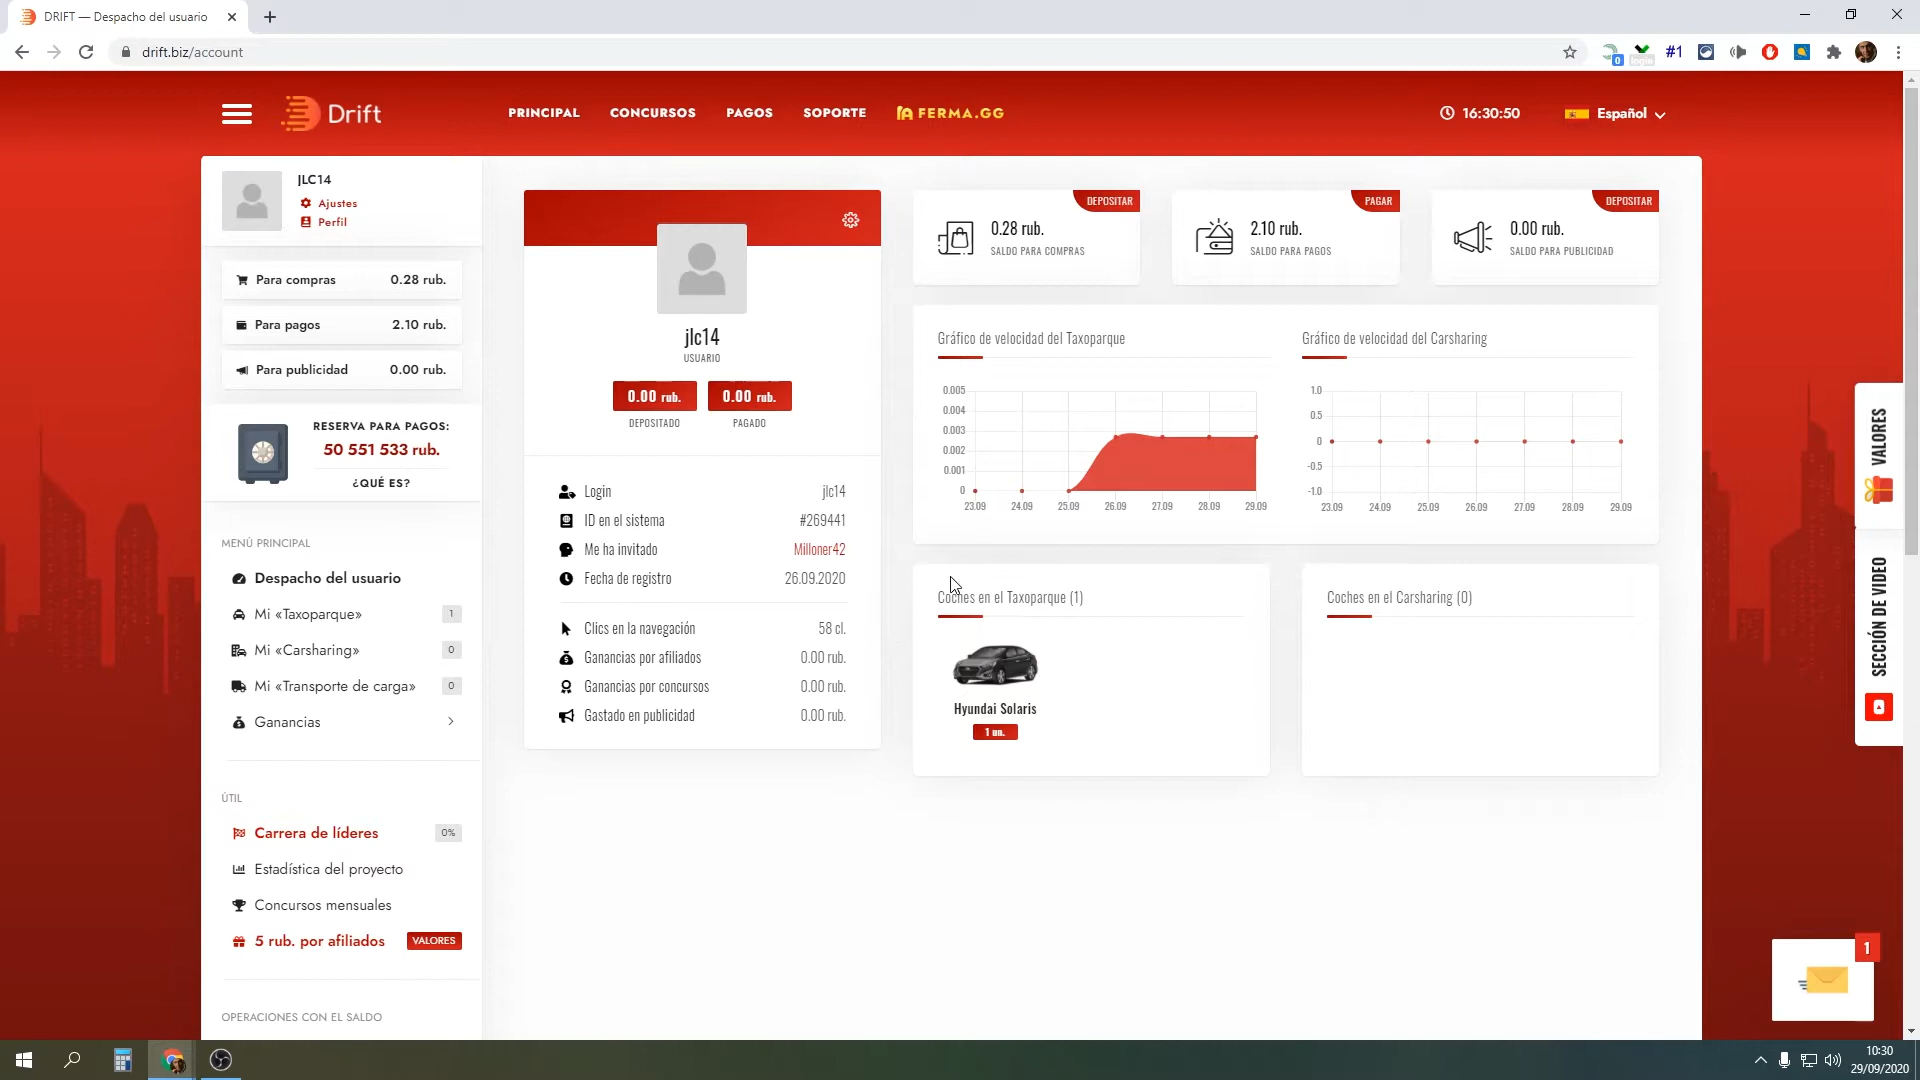 DRIFT — Despacho del usuario
drift.biz/account
0
login
#1
Drift
PRINCIPAL
CONCURSOS
PAGOS
SOPORTE
FERMA.GG
16:30:50
Español
JLC14
Ajustes
Perfil
Para compras 0.28 rub.
Para pagos 2.10 rub.
Para publicidad 0.00 rub.
RESERVA PARA PAGOS:
50 551 533 rub.
¿QUÉ ES?
MENÚ PRINCIPAL
Despacho del usuario
Mi «Taxoparque» 1
Mi «Carsharing» 0
Mi «Transporte de carga» 0
Ganancias
ÚTIL
Carrera de líderes 0%
Estadística del proyecto
Concursos mensuales
5 rub. por afiliados VALORES
OPERACIONES CON EL SALDO
jlc14
USUARIO
0.00 rub. 0.00 rub.
DEPOSITADO PAGADO
Login jlc14
ID en el sistema #269441
Me ha invitado Milloner42
Fecha de registro 26.09.2020
Clics en la navegación 58 cl.
Ganancias por afiliados 0.00 rub.
Ganancias por concursos 0.00 rub.
Gastado en publicidad 0.00 rub.
DEPOSITAR
0.28 rub.
SALDO PARA COMPRAS
PAGAR
2.10 rub.
SALDO PARA PAGOS
DEPOSITAR
0.00 rub.
SALDO PARA PUBLICIDAD
Gráfico de velocidad del Taxoparque
0.005
0.004
0.003
0.002
0.001
0
23.09 24.09 25.09 26.09 27.09 28.09 29.09
Gráfico de velocidad del Carsharing
1.0
0.5
0
-0.5
-1.0
23.09 24.09 25.09 26.09 27.09 28.09 29.09
Coches en el Taxoparque (1)
Hyundai Solaris
1 un.
Coches en el Carsharing (0)
VALORES
SECCIÓN DE VIDEO
1
10:30
29/09/2020